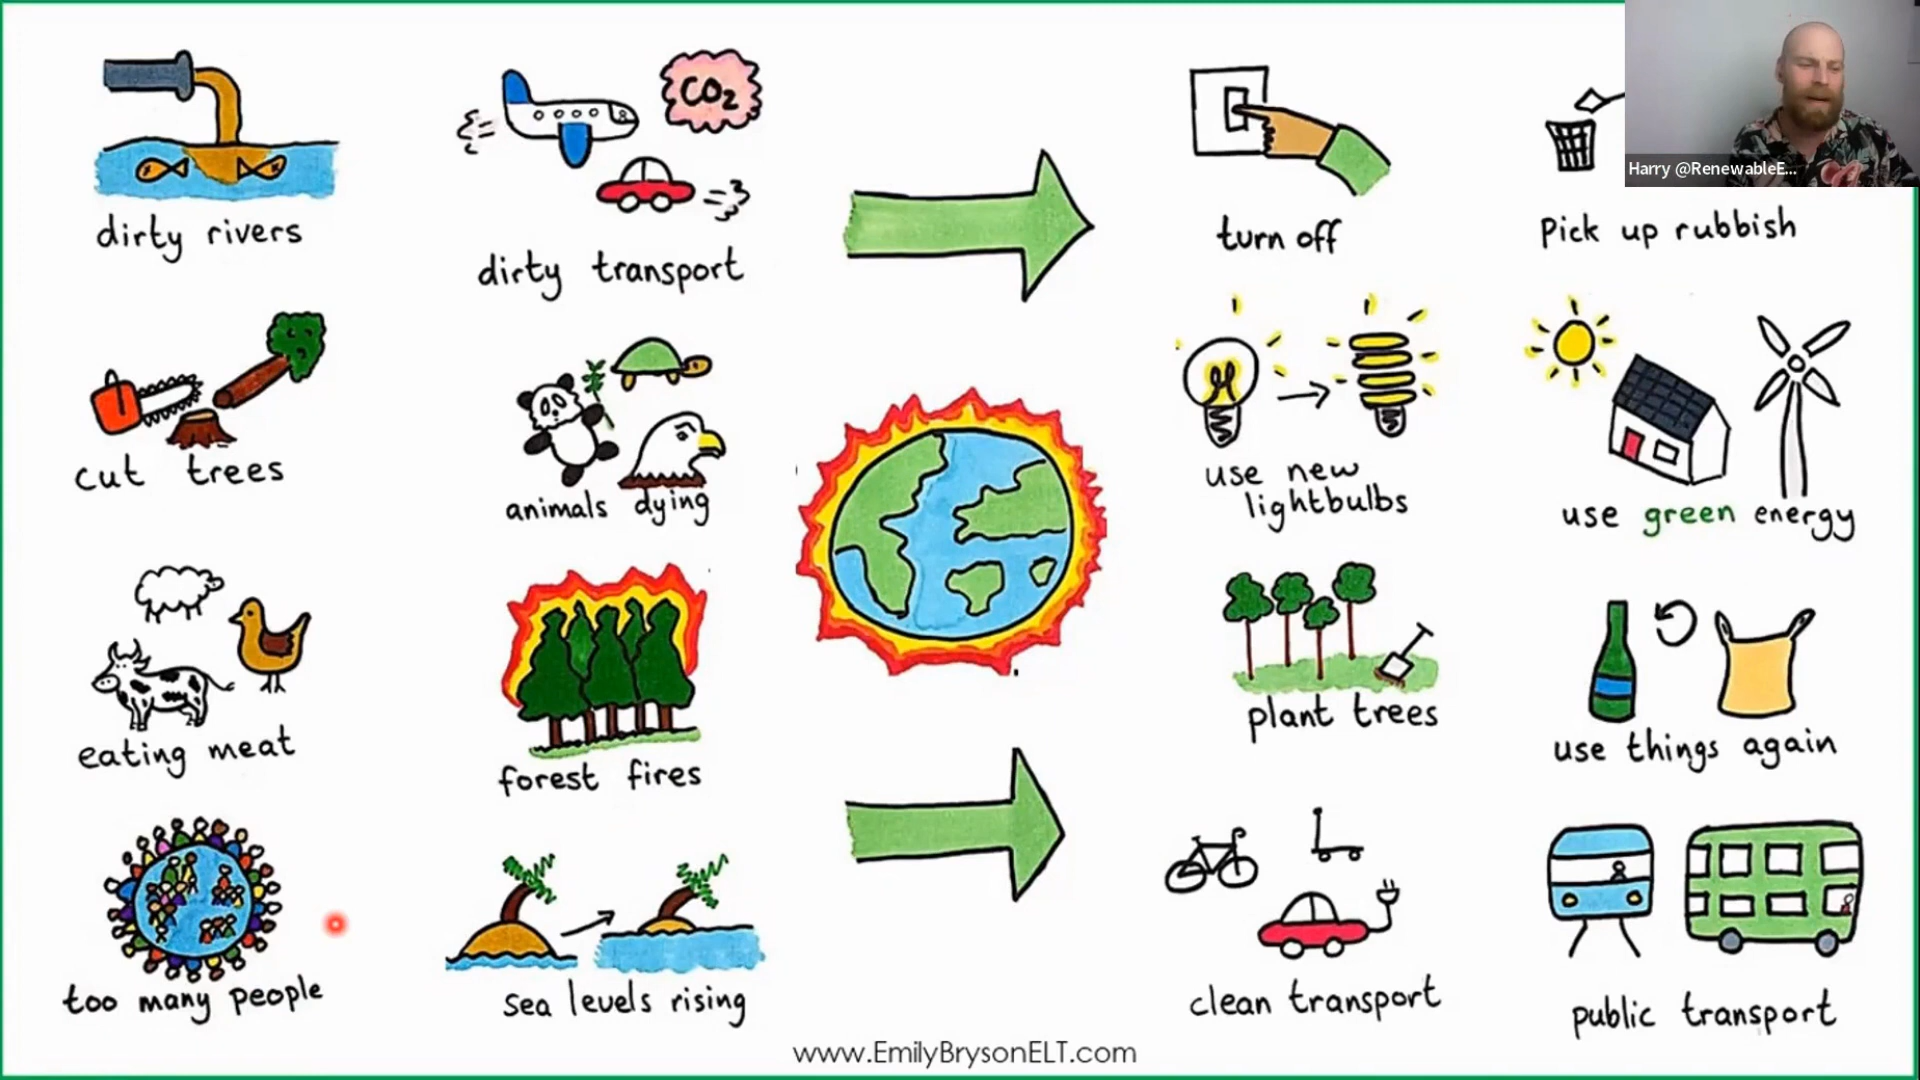 dirty rivers
CO2
dirty transport
turn off
Harry @RenewableE...
Pick up rubbish
cut trees
animals dying
use new
lightbulbs
use green energy
eating meat
forest fires
plant trees
use things again
too many people
sea levels rising
clean transport
public transport
www.EmilyBrysonELT.com